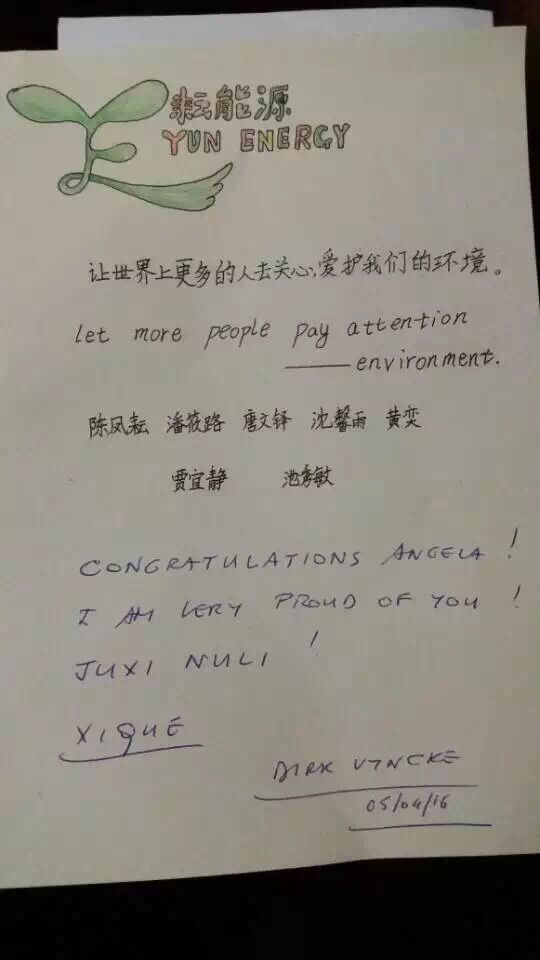 耘能源
YUN ENERGY
让世界上更多的人去关心,爱护我们的环境。
let more people pay attention
——environment.
陈凤耘 潘筱路 唐文铎 沈馨雨 黄奕
贾宜静 池秀敏
CONGRATULATIONS ANGELA!
I AM VERY PROUD OF YOU!
JUXI NULI!
XIQUE
DIRK VYNCKE
05/04/16